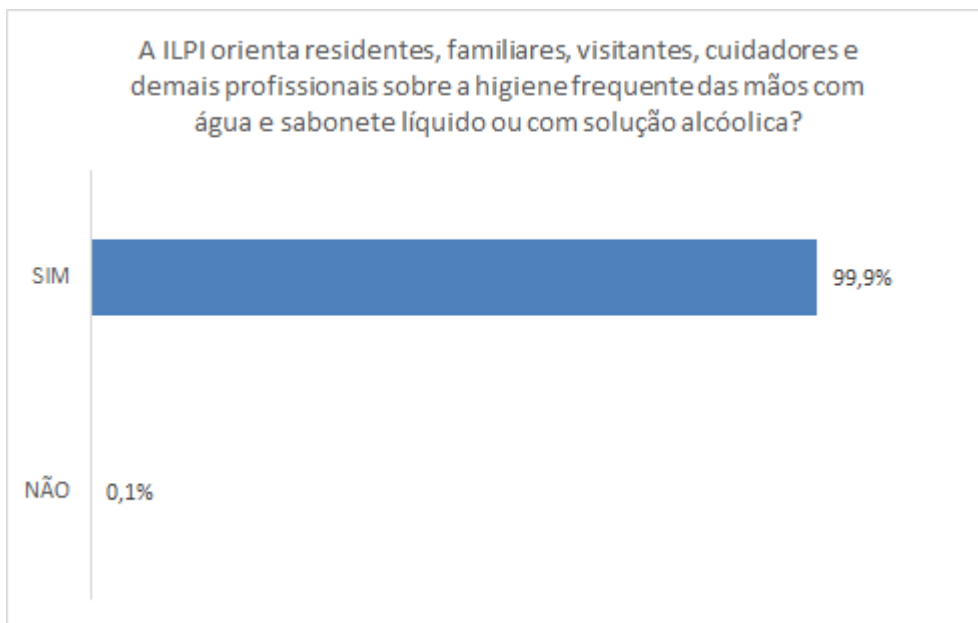 A ILPI orienta residentes, familiares, visitantes, cuidadores e
demais profissionais sobre a higiene frequente das mãos com
água e sabonete líquido ou com solução alcóolica?
SIM
99,9%
NÃO
0,1%